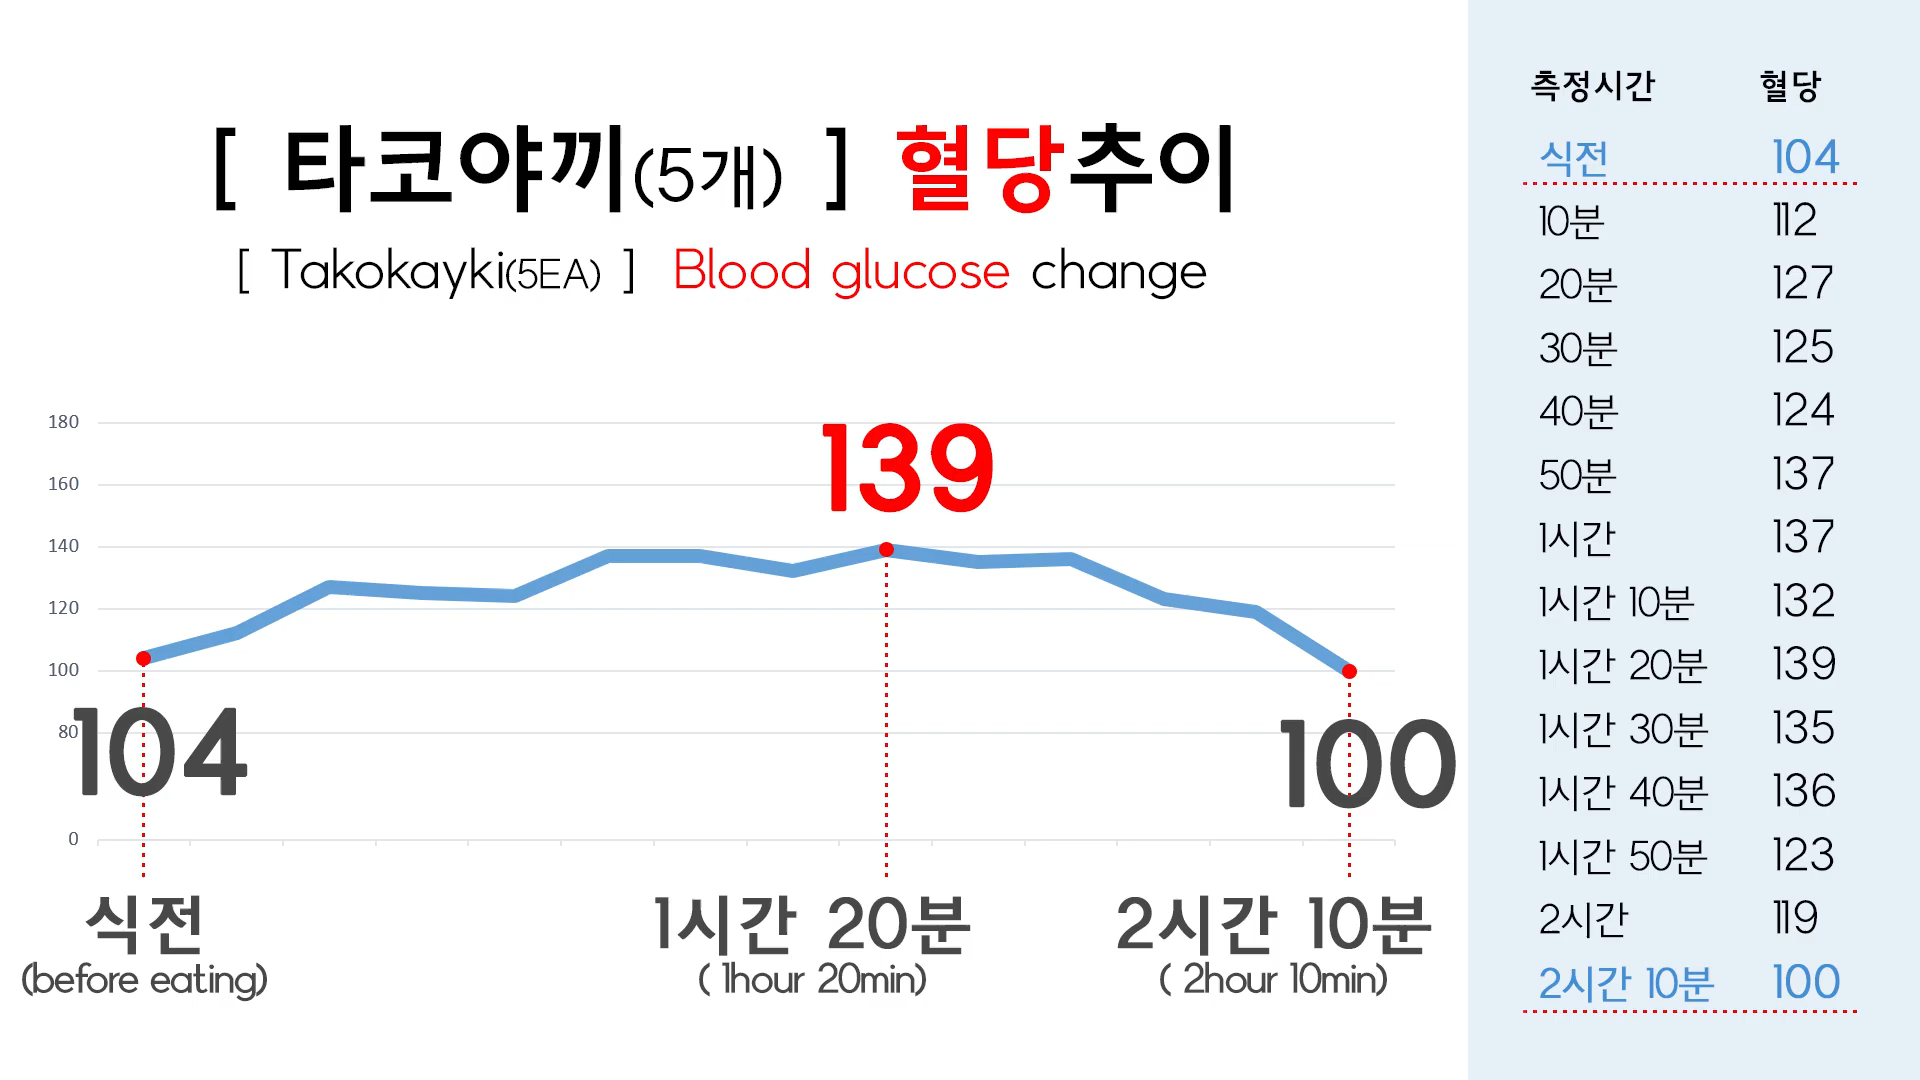 [ 타코야끼(5개) ] 혈당추이
[ Takokayki(5EA) ] Blood glucose change
180
160
140
120
100
80
0
139
104
100
식전
(before eating)
1시간 20분
( 1hour 20min)
2시간 10분
( 2hour 10min)
측정시간 혈당
식전 104
10분 112
20분 127
30분 125
40분 124
50분 137
1시간 137
1시간 10분 132
1시간 20분 139
1시간 30분 135
1시간 40분 136
1시간 50분 123
2시간 119
2시간 10분 100